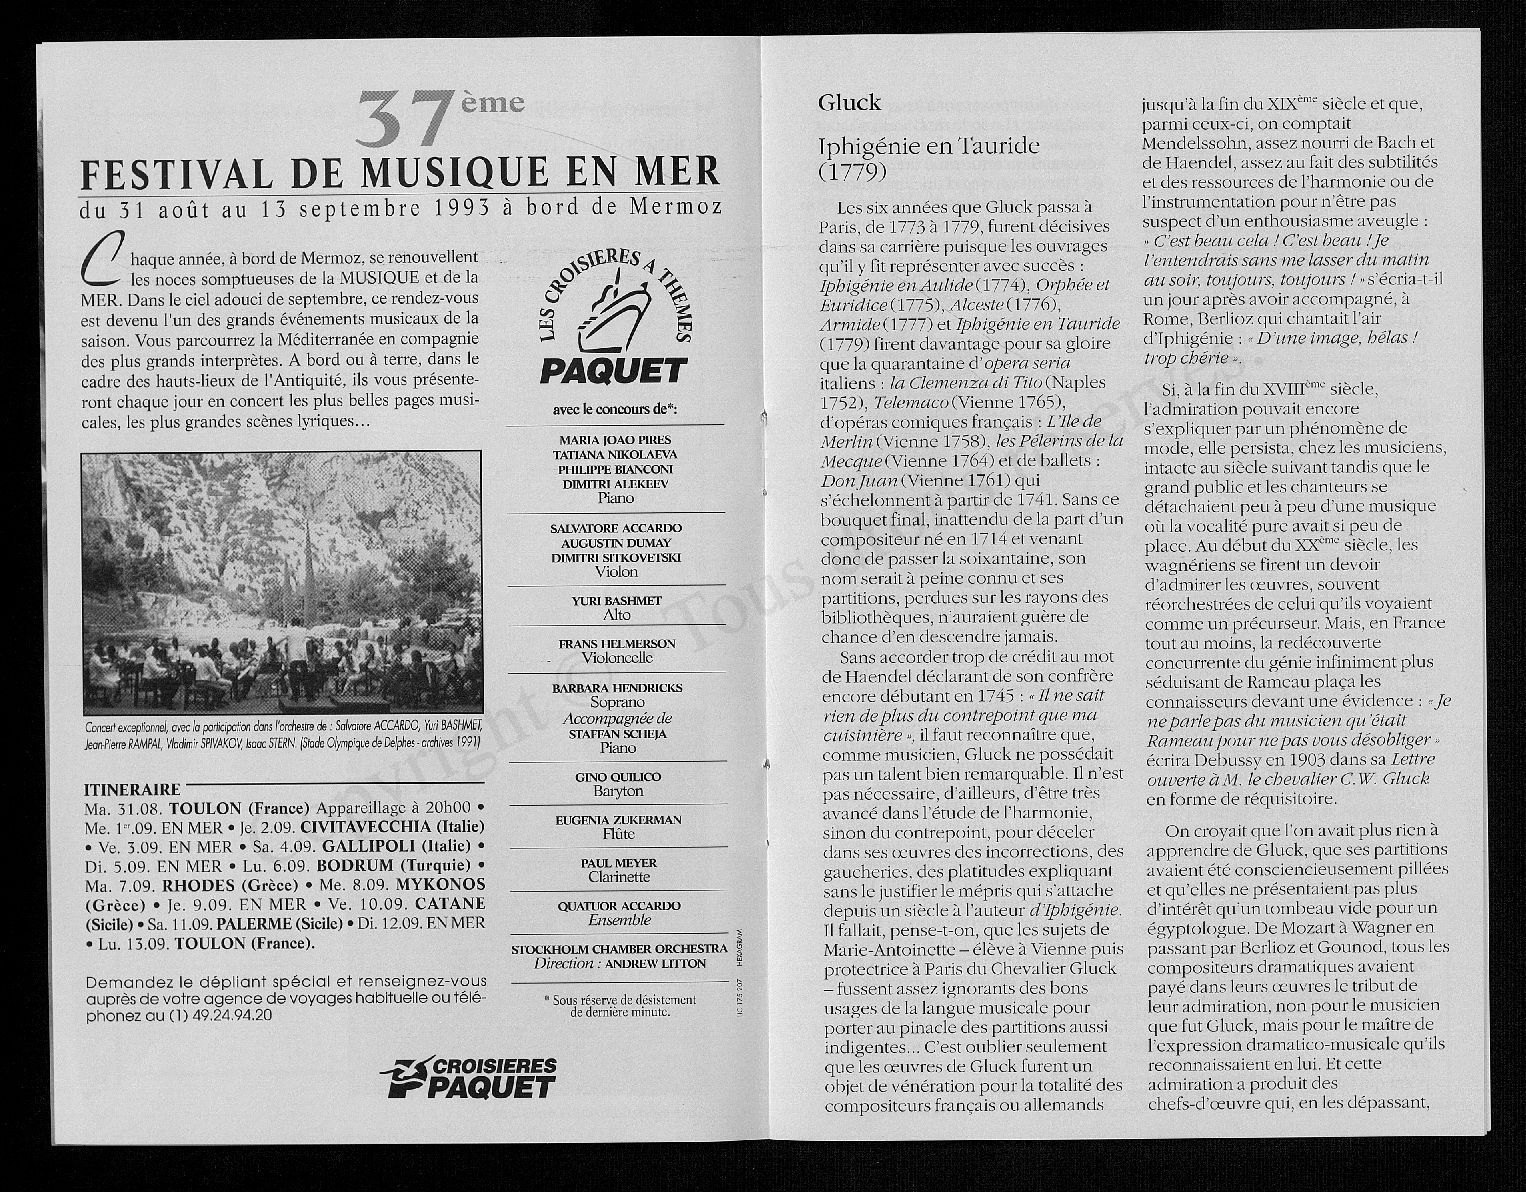 37ème
FESTIVAL DE MUSIQUE EN MER
du 31 août au 13 septembre 1993 à bord de Mermoz
Chaque année, à bord de Mermoz, se renouvellent
les noces somptueuses de la MUSIQUE et de la
MER. Dans le ciel adouci de septembre, ce rendez-vous
est devenu l'un des grands événements musicaux de la
saison. Vous parcourrez la Méditerranée en compagnie
des plus grands interprètes. A bord ou à terre, dans le
cadre des hauts-lieux de l'Antiquité, ils vous présente-
ront chaque jour en concert les plus belles pages musi-
cales, les plus grandes scènes lyriques...
Concert exceptionnel, avec la participation dans l'orchestre de : Salvatore ACCARDO, Yuri BASHMET,
Jean-Pierre RAMPAL, Vladimir SPIVAKOV, Isaac STERN. (Stade Olympique de Delphes - archives 1991)
ITINERAIRE
Ma. 31.08. TOULON (France) Appareillage à 20h00 •
Me. 1er.09. EN MER • Je. 2.09. CIVITAVECCHIA (Italie)
• Ve. 3.09. EN MER • Sa. 4.09. GALLIPOLI (Italie) •
Di. 5.09. EN MER • Lu. 6.09. BODRUM (Turquie) •
Ma. 7.09. RHODES (Grèce) • Me. 8.09. MYKONOS
(Grèce) • Je. 9.09. EN MER • Ve. 10.09. CATANE
(Sicile) • Sa. 11.09. PALERME (Sicile) • Di. 12.09. EN MER
• Lu. 13.09. TOULON (France).
Demandez le dépliant spécial et renseignez-vous
auprès de votre agence de voyages habituelle ou télé-
phonez au (1) 49.24.94.20
LES CROISIERES A THEMES
PAQUET
avec le concours de*:
MARIA JOAO PIRES
TATIANA NIKOLAEVA
PHILIPPE BIANCONI
DIMITRI ALEKEEV
Piano
SALVATORE ACCARDO
AUGUSTIN DUMAY
DIMITRI SITKOVETSKI
Violon
YURI BASHMET
Alto
FRANS HELMERSON
Violoncelle
BARBARA HENDRICKS
Soprano
Accompagnée de
STAFFAN SCHEJA
Piano
GINO QUILICO
Baryton
EUGENIA ZUKERMAN
Flûte
PAUL MEYER
Clarinette
QUATUOR ACCARDO
Ensemble
STOCKHOLM CHAMBER ORCHESTRA
Direction : ANDREW LITTON
* Sous réserve de désistement
de dernière minute.
HEXAGRAM
CROISIERES
PAQUET
Gluck
Iphigénie en Tauride
(1779)
Les six années que Gluck passa à
Paris, de 1773 à 1779, furent décisives
dans sa carrière puisque les ouvrages
qu'il y fit représenter avec succès :
Iphigénie en Aulide (1774), Orphée et
Euridice (1775), Alceste (1776),
Armide (1777) et Iphigénie en Tauride
(1779) firent davantage pour sa gloire
que la quarantaine d'opera seria
italiens : la Clemenza di Tito (Naples
1752), Telemaco (Vienne 1765),
d'opéras comiques français : L'Ile de
Merlin (Vienne 1758), les Pélerins de la
Mecque (Vienne 1764) et de ballets :
Don Juan (Vienne 1761) qui
s'échelonnent à partir de 1741. Sans ce
bouquet final, inattendu de la part d'un
compositeur né en 1714 et venant
donc de passer la soixantaine, son
nom serait à peine connu et ses
partitions, perdues sur les rayons des
bibliothèques, n'auraient guère de
chance d'en descendre jamais.
Sans accorder trop de crédit au mot
de Haendel déclarant de son confrère
encore débutant en 1745 : « Il ne sait
rien de plus du contrepoint que ma
cuisinière », il faut reconnaître que,
comme musicien, Gluck ne possédait
pas un talent bien remarquable. Il n'est
pas nécessaire, d'ailleurs, d'être très
avancé dans l'étude de l'harmonie,
sinon du contrepoint, pour déceler
dans ses œuvres des incorrections, des
gaucheries, des platitudes expliquant
sans le justifier le mépris qui s'attache
depuis un siècle à l'auteur d'Iphigénie.
Il fallait, pense-t-on, que les sujets de
Marie-Antoinette – élève à Vienne puis
protectrice à Paris du Chevalier Gluck
– fussent assez ignorants des bons
usages de la langue musicale pour
porter au pinacle des partitions aussi
indigentes... C'est oublier seulement
que les œuvres de Gluck furent un
objet de vénération pour la totalité des
compositeurs français ou allemands
jusqu'à la fin du XIXème siècle et que,
parmi ceux-ci, on comptait
Mendelssohn, assez nourri de Bach et
de Haendel, assez au fait des subtilités
et des ressources de l'harmonie ou de
l'instrumentation pour n'être pas
suspect d'un enthousiasme aveugle :
« C'est beau cela ! C'est beau ! Je
l'entendrais sans me lasser du matin
au soir, toujours, toujours ! » s'écria-t-il
un jour après avoir accompagné, à
Rome, Berlioz qui chantait l'air
d'Iphigénie : « D'une image, hélas !
trop chérie ».
Si, à la fin du XVIIIème siècle,
l'admiration pouvait encore
s'expliquer par un phénomène de
mode, elle persista, chez les musiciens,
intacte au siècle suivant tandis que le
grand public et les chanteurs se
détachaient peu à peu d'une musique
où la vocalité pure avait si peu de
place. Au début du XXème siècle, les
wagnériens se firent un devoir
d'admirer les œuvres, souvent
réorchestrées de celui qu'ils voyaient
comme un précurseur. Mais, en France
tout au moins, la redécouverte
concurrente du génie infiniment plus
séduisant de Rameau plaça les
connaisseurs devant une évidence : « Je
ne parle pas du musicien qu'était
Rameau pour ne pas vous désobliger »
écrira Debussy en 1903 dans sa Lettre
ouverte à M. le chevalier C. W. Gluck
en forme de réquisitoire.
On croyait que l'on avait plus rien à
apprendre de Gluck, que ses partitions
avaient été consciencieusement pillées
et qu'elles ne présentaient pas plus
d'intérêt qu'un tombeau vide pour un
égyptologue. De Mozart à Wagner en
passant par Berlioz et Gounod, tous les
compositeurs dramatiques avaient
payé dans leurs œuvres le tribut de
leur admiration, non pour le musicien
que fut Gluck, mais pour le maître de
l'expression dramatico-musicale qu'ils
reconnaissaient en lui. Et cette
admiration a produit des
chefs-d'œuvre qui, en les dépassant,